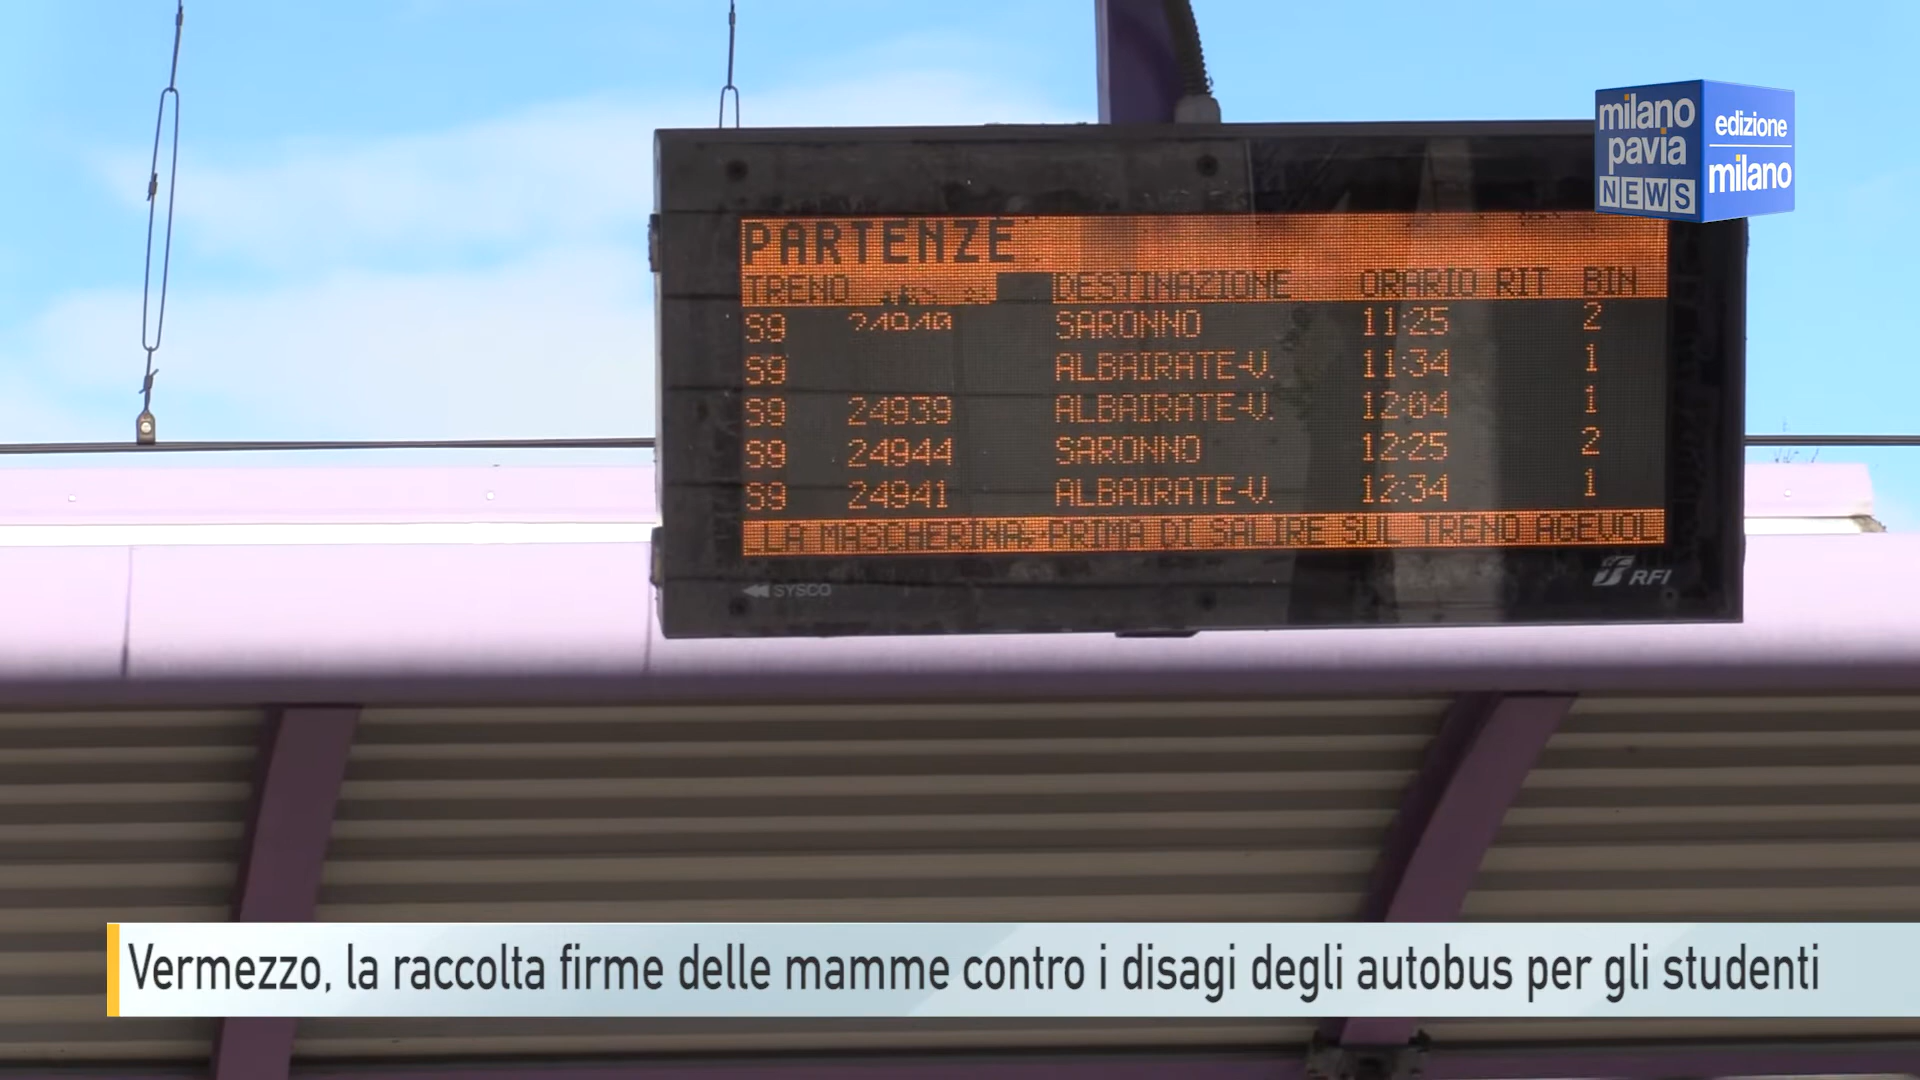 milano
pavia
NEWS
edizione
milano
PARTENZE
TRENO DESTINAZIONE ORARIO RIT BIN
S9 24940 SARONNO 11:25 2
S9 ALBAIRATE-V. 11:34 1
S9 24939 ALBAIRATE-V. 12:04 1
S9 24944 SARONNO 12:25 2
S9 24941 ALBAIRATE-V. 12:34 1
LA MASCHERINA, PRIMA DI SALIRE SUL TRENO AGEVOL
SYSCO
RFI
Vermezzo, la raccolta firme delle mamme contro i disagi degli autobus per gli studenti